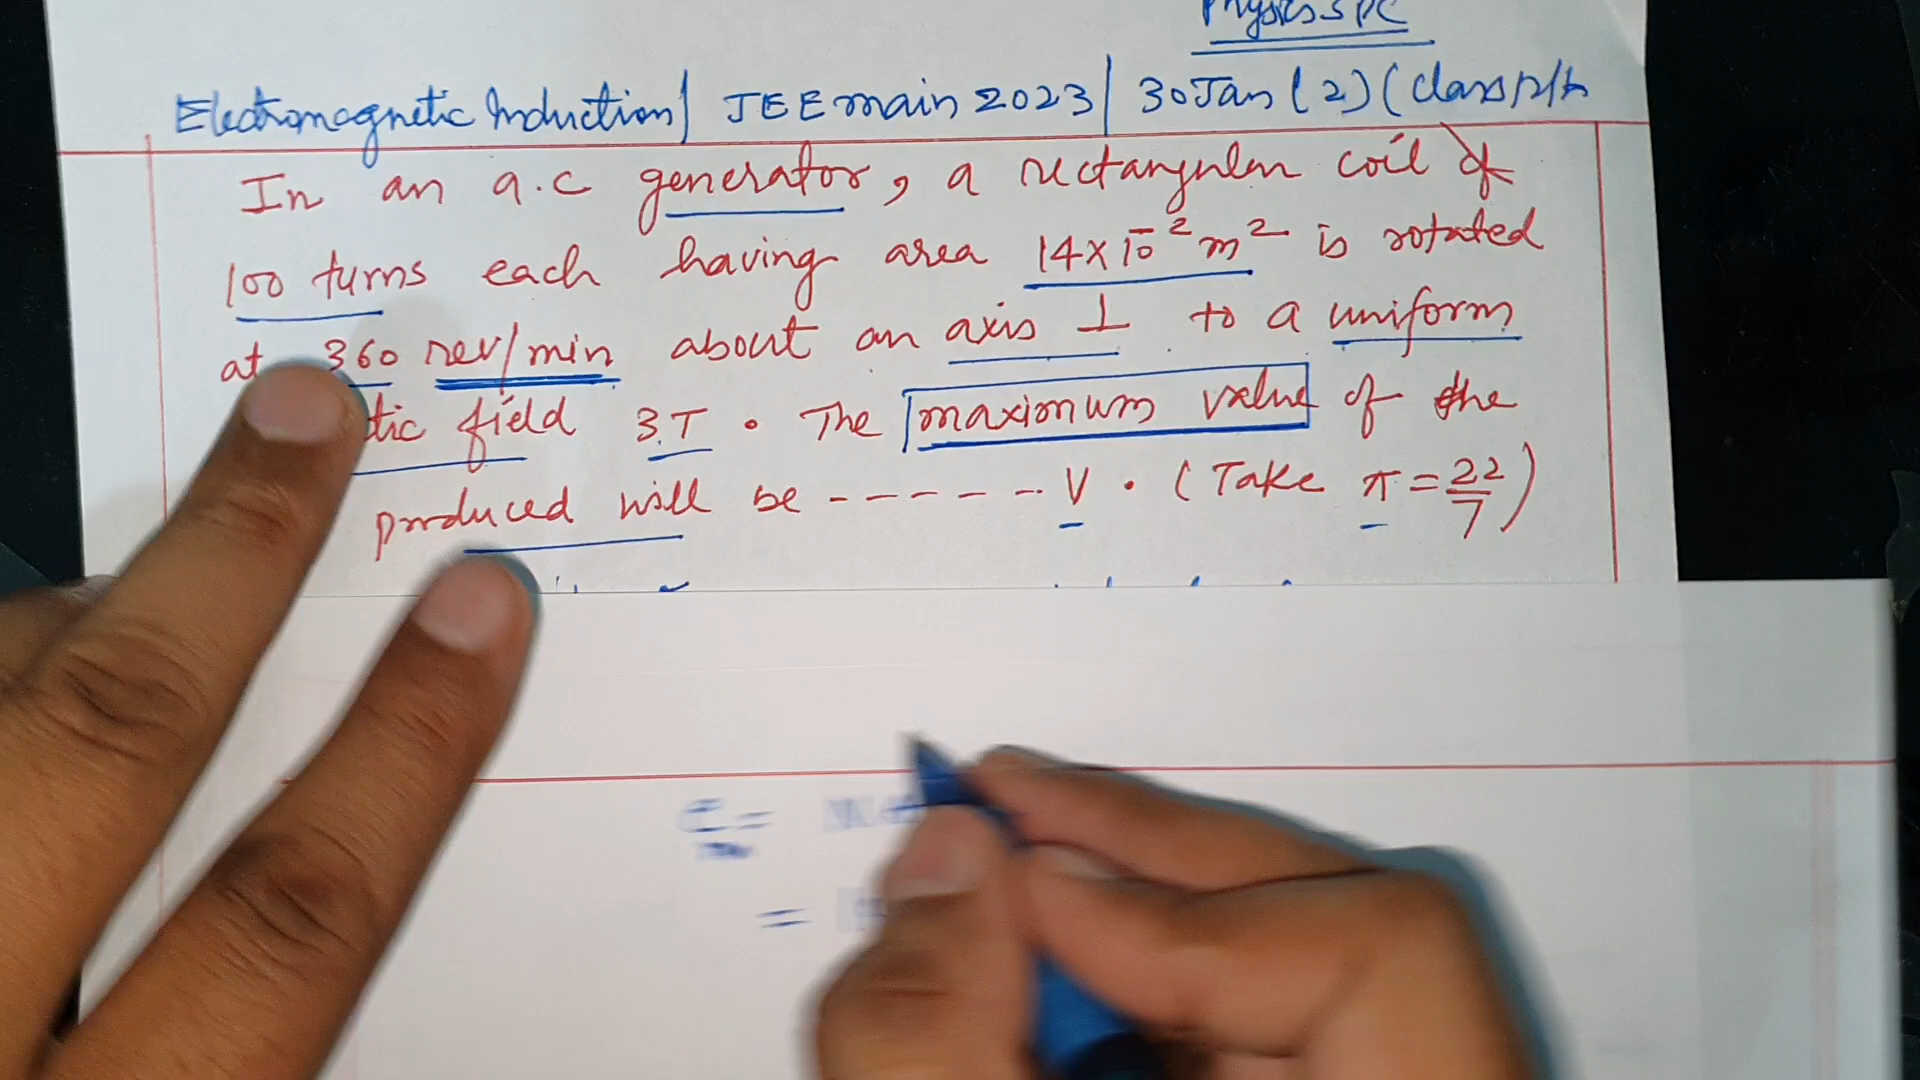 Physics SPC
Electromagnetic Induction | JEE main 2023 | 30 Jan (2) (class 12th
In an a.c generator, a rectangular coil of
100 turns each having area 14×10⁻² m² is rotated
at 360 rev/min about an axis ⊥ to a uniform
tic field 3T. The maximum value of the
produced will be ------ V. (Take π = 22/7)
=
=